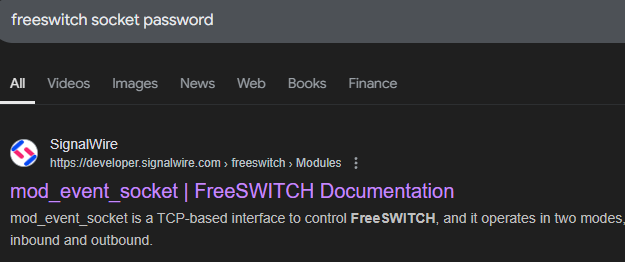 freeswitch socket password
All Videos Images News Web Books Finance
SignalWire
https://developer.signalwire.com › freeswitch › Modules
mod_event_socket | FreeSWITCH Documentation
mod_event_socket is a TCP-based interface to control FreeSWITCH, and it operates in two modes,
inbound and outbound.